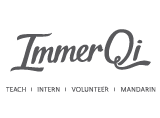 ImmerQi
TEACH | INTERN | VOLUNTEER | MANDARIN